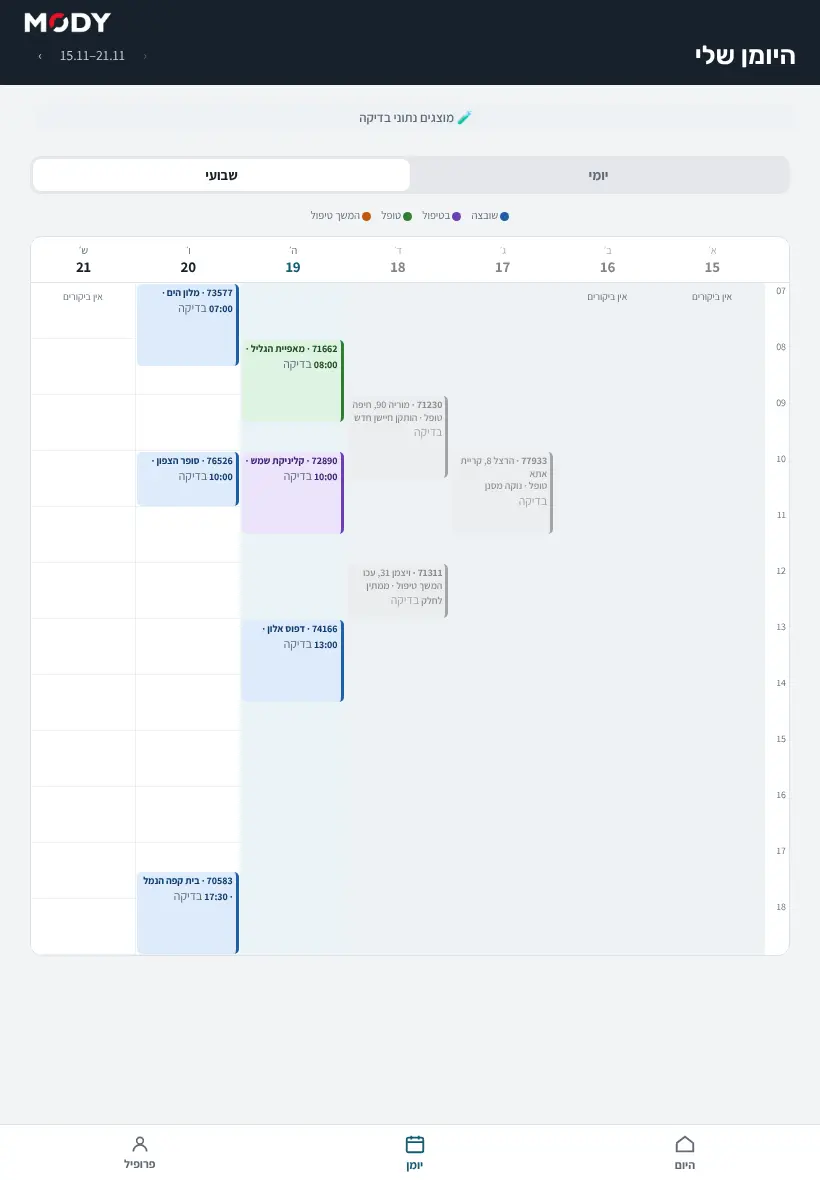 MODY
היומן שלי
15.11–21.11
מוצגים נתוני בדיקה
יומי
שבועי
שובצה
בטיפול
טופל
המשך טיפול
א׳
15
ב׳
16
ג׳
17
ד׳
18
ה׳
19
ו׳
20
ש׳
21
07
08
09
10
11
12
13
14
15
16
17
18
אין ביקורים
אין ביקורים
77933 · הרצל 8, קריית
אתא
טופל · נוקה מסנן
בדיקה
71230 · מוריה 90, חיפה
טופל · הותקן חיישן חדש
בדיקה
71311 · ויצמן 31, עכו
המשך טיפול · ממתין
לחלק בדיקה
71662 · מאפיית הגליל ·
08:00 בדיקה
72890 · קליניקת שמש ·
10:00 בדיקה
74166 · דפוס אלון ·
13:00 בדיקה
73577 · מלון הים ·
07:00 בדיקה
76526 · סופר הצפון ·
10:00 בדיקה
70583 · בית קפה הנמל
· 17:30 בדיקה
אין ביקורים
היום
יומן
פרופיל